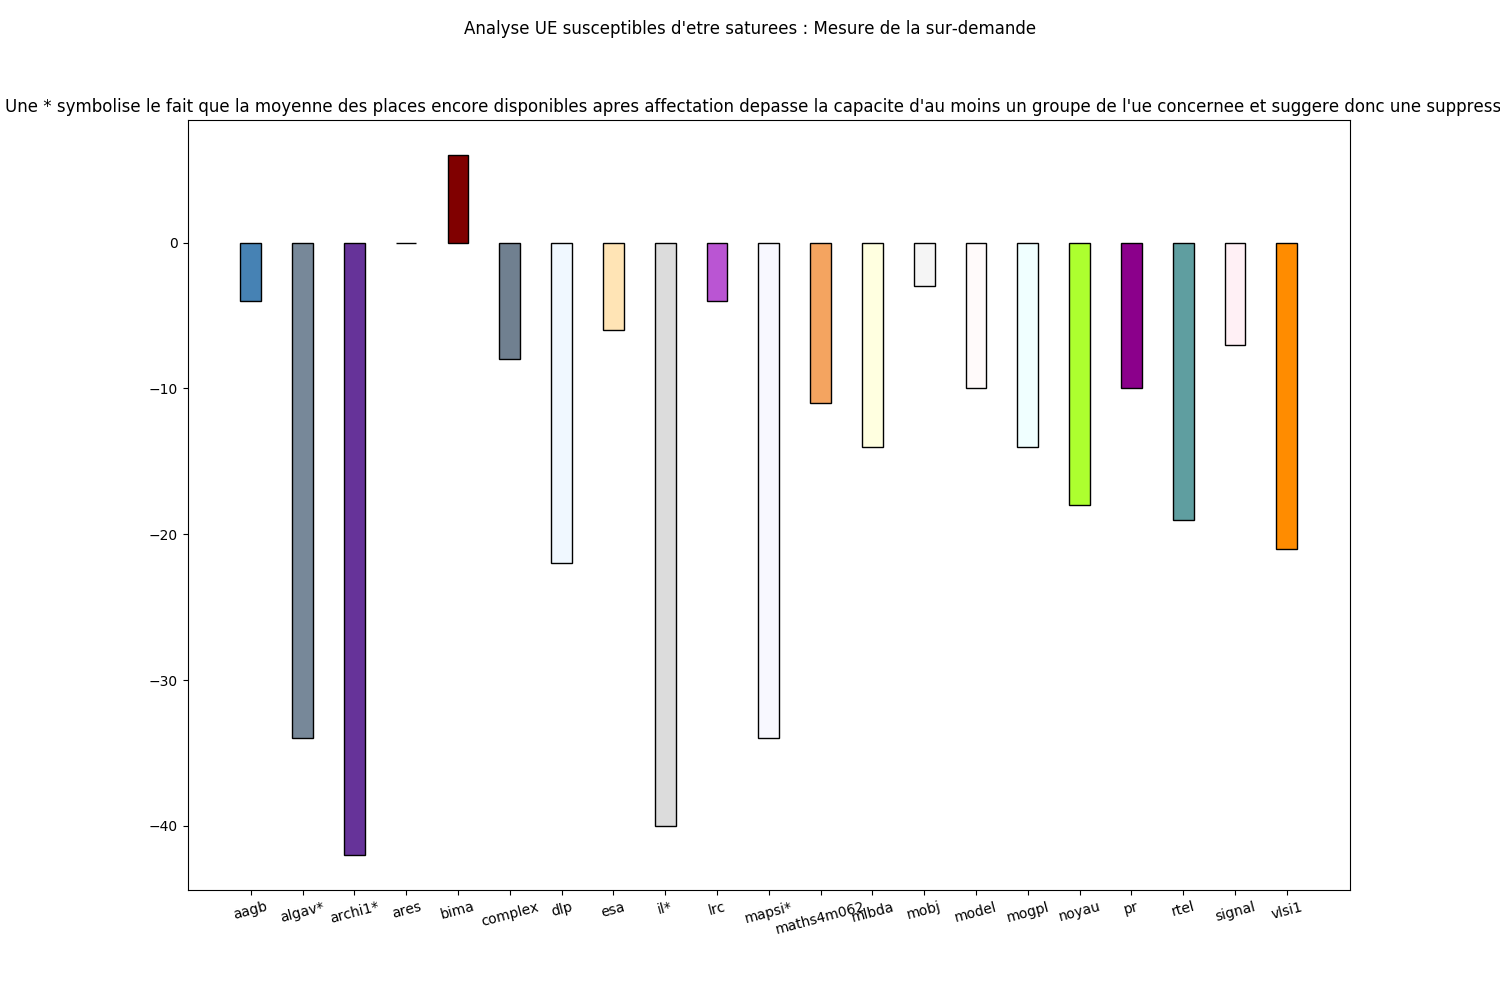 Analyse UE susceptibles d'etre saturees : Mesure de la sur-demande
Une * symbolise le fait que la moyenne des places encore disponibles apres affectation depasse la capacite d'au moins un groupe de l'ue concernee et suggere donc une suppress
0
−10
−20
−30
−40
aagb algav* archi1* ares bima complex dlp esa il* lrc mapsi* maths4m062 mlbda mobj model mogpl noyau pr rtel signal vlsi1